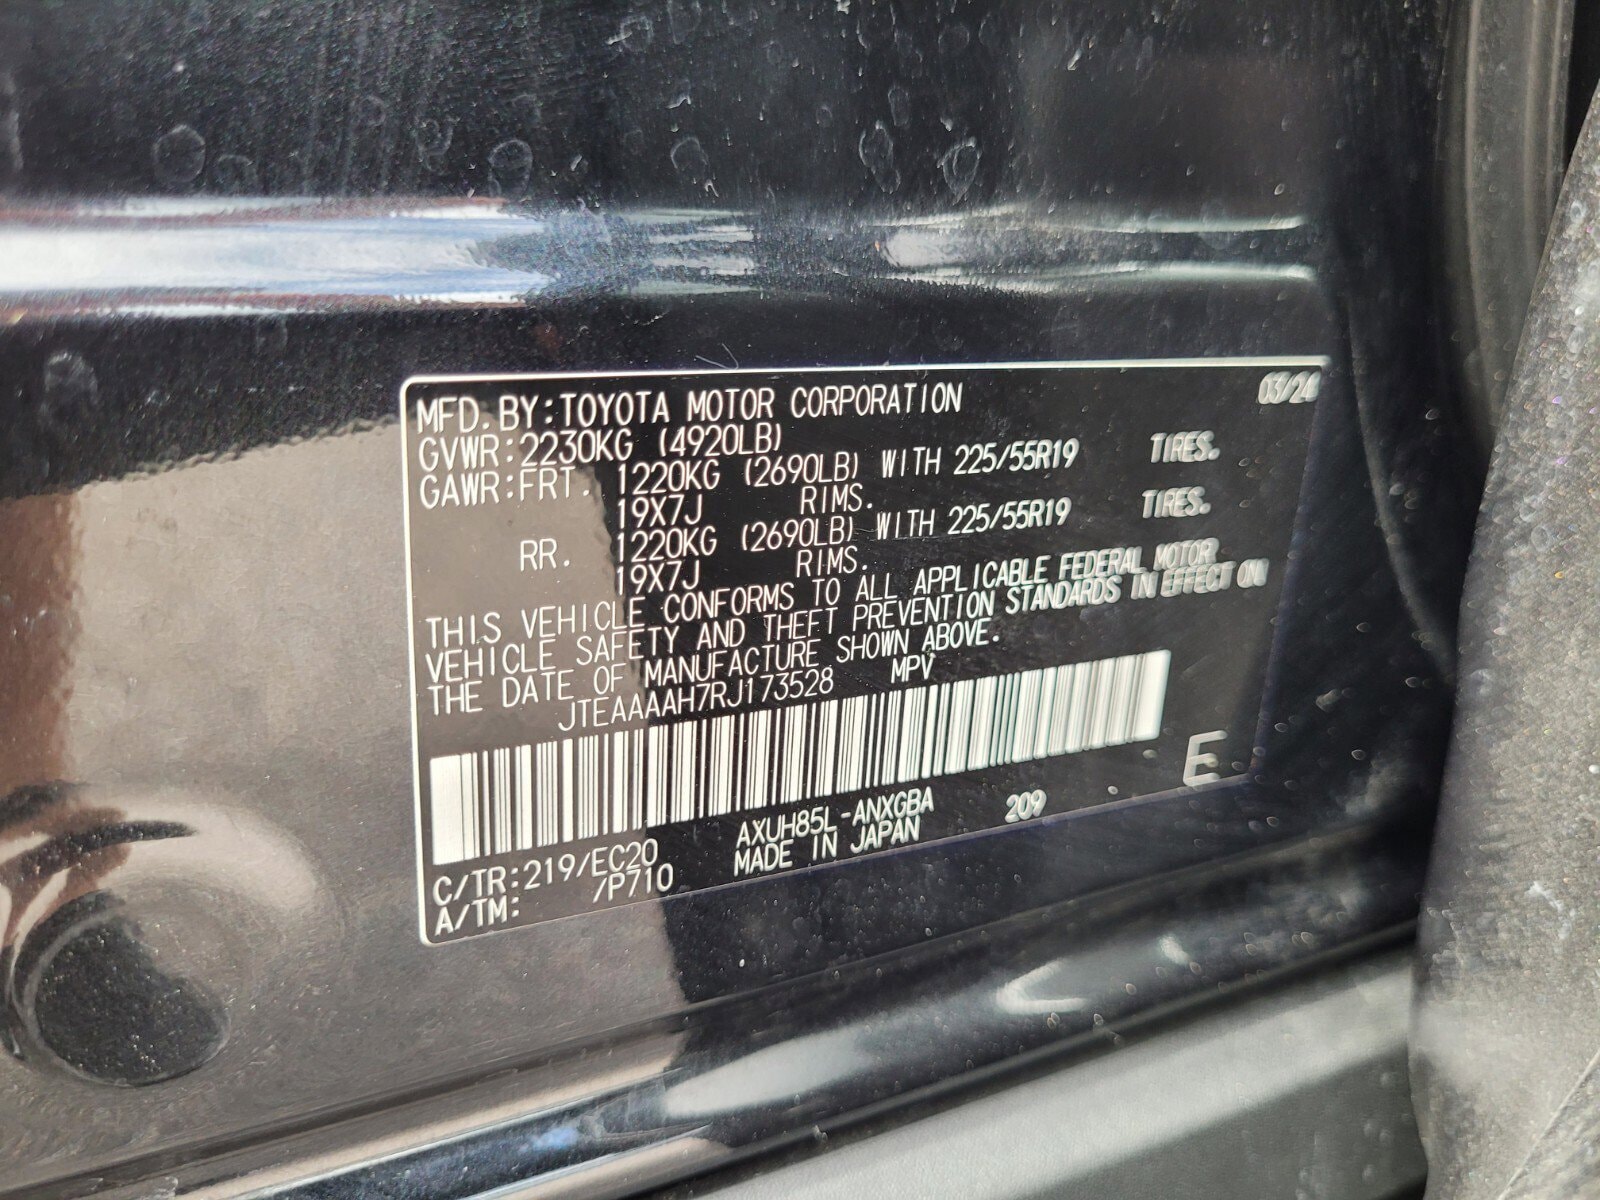 MFD. BY: TOYOTA MOTOR CORPORATION 03/24
GVWR: 2230KG (4920LB)
GAWR: FRT. 1220KG (2690LB) WITH 225/55R19 TIRES.
19X7J RIMS.
RR. 1220KG (2690LB) WITH 225/55R19 TIRES.
19X7J RIMS.
THIS VEHICLE CONFORMS TO ALL APPLICABLE FEDERAL MOTOR
VEHICLE SAFETY AND THEFT PREVENTION STANDARDS IN EFFECT ON
THE DATE OF MANUFACTURE SHOWN ABOVE.
JTEAAAAH7RJ173528 MPV
E
C/TR: 219/EC20 AXUH85L-ANXGBA 209
A/TM: /P710 MADE IN JAPAN